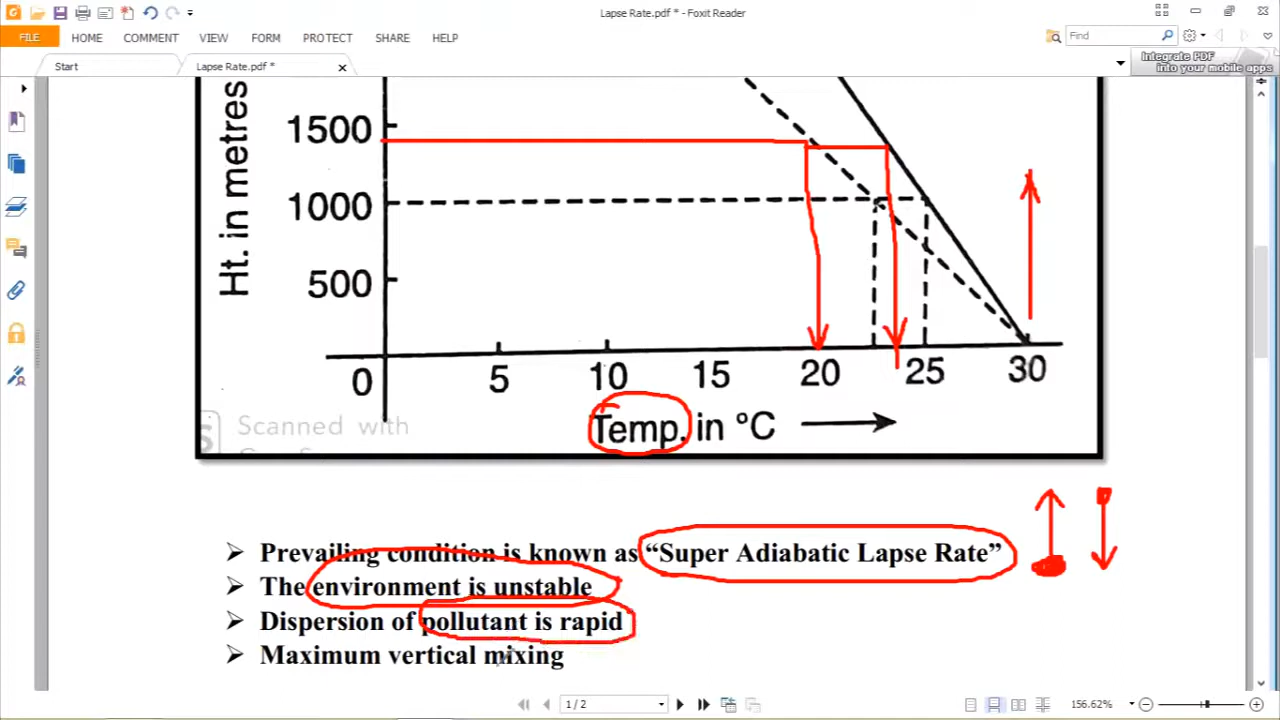 Lapse Rate.pdf * - Foxit Reader
FILE HOME COMMENT VIEW FORM PROTECT SHARE HELP
Find
Start Lapse Rate.pdf *
Integrate PDF
into your mobile apps
Ht. in metres
1500
1000
500
0 5 10 15 20 25 30
Temp. in °C
Scanned with
Prevailing condition is known as “Super Adiabatic Lapse Rate”
The environment is unstable
Dispersion of pollutant is rapid
Maximum vertical mixing
1 / 2
156.62%